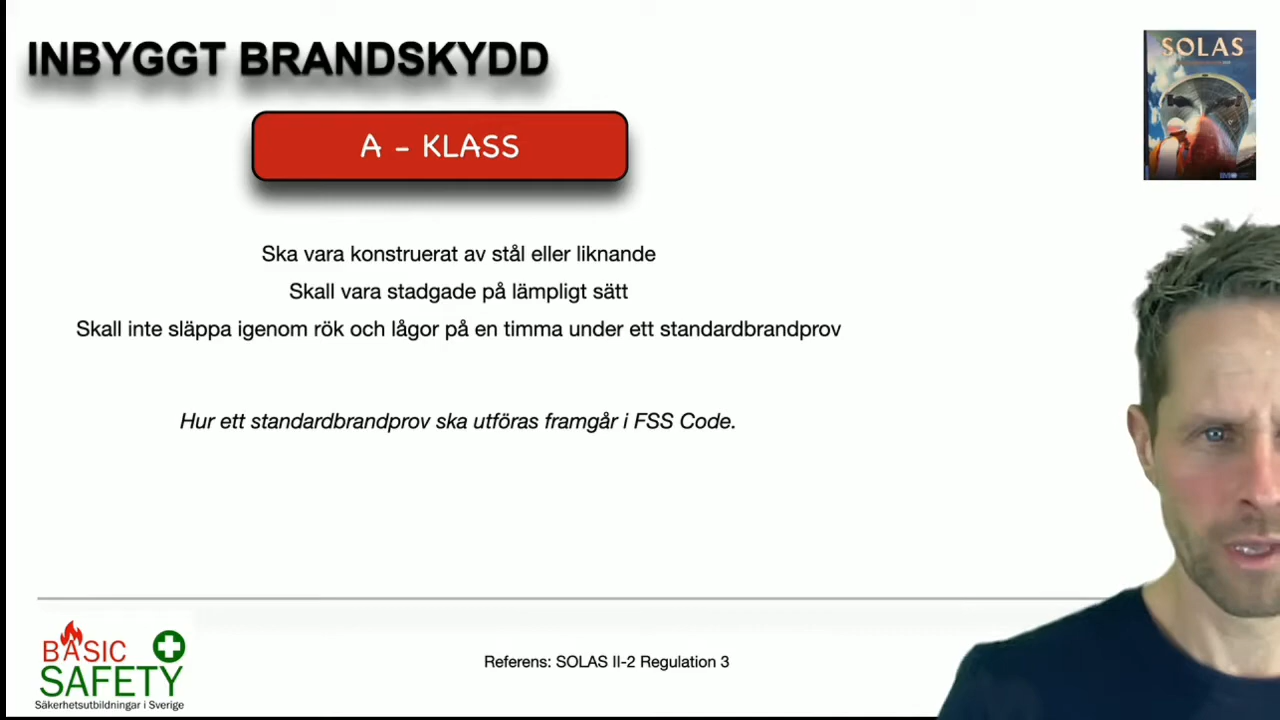 INBYGGT BRANDSKYDD
SOLAS
A - KLASS
Ska vara konstruerat av stål eller liknande
Skall vara stadgade på lämpligt sätt
Skall inte släppa igenom rök och lågor på en timma under ett standardbrandprov
Hur ett standardbrandprov ska utföras framgår i FSS Code.
BASIC
SAFETY
Säkerhetsutbildningar i Sverige
Referens: SOLAS II-2 Regulation 3